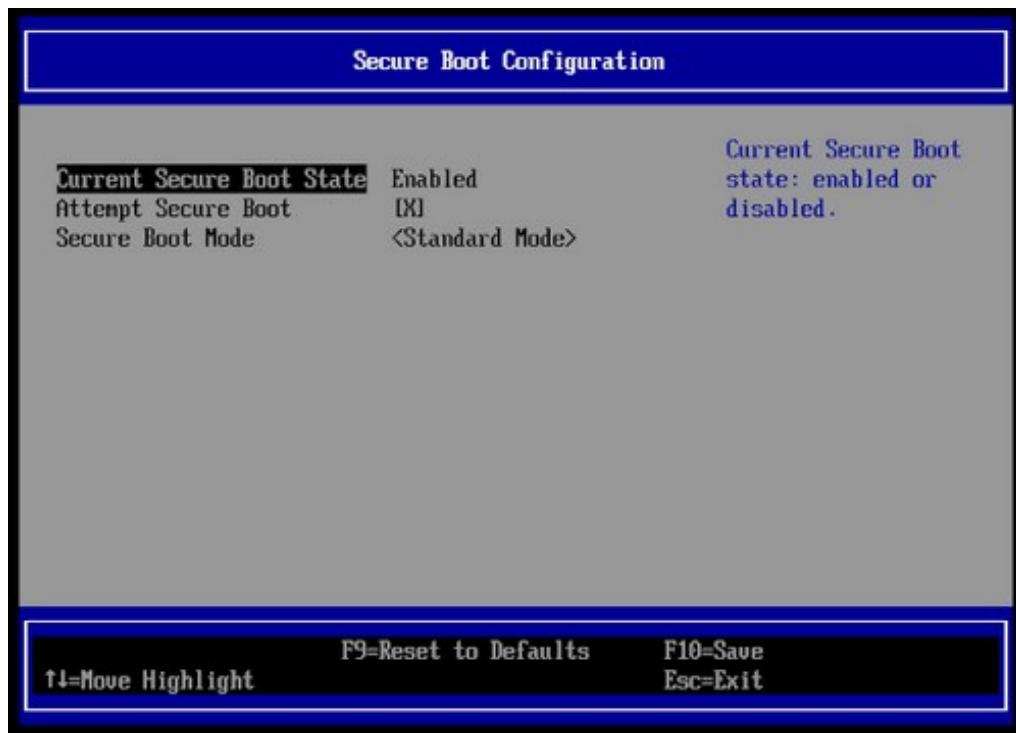 Secure Boot Configuration
Current Secure Boot State Enabled
Attempt Secure Boot [X]
Secure Boot Mode <Standard Mode>
Current Secure Boot
state: enabled or
disabled.
F9=Reset to Defaults F10=Save
↑↓=Move Highlight Esc=Exit